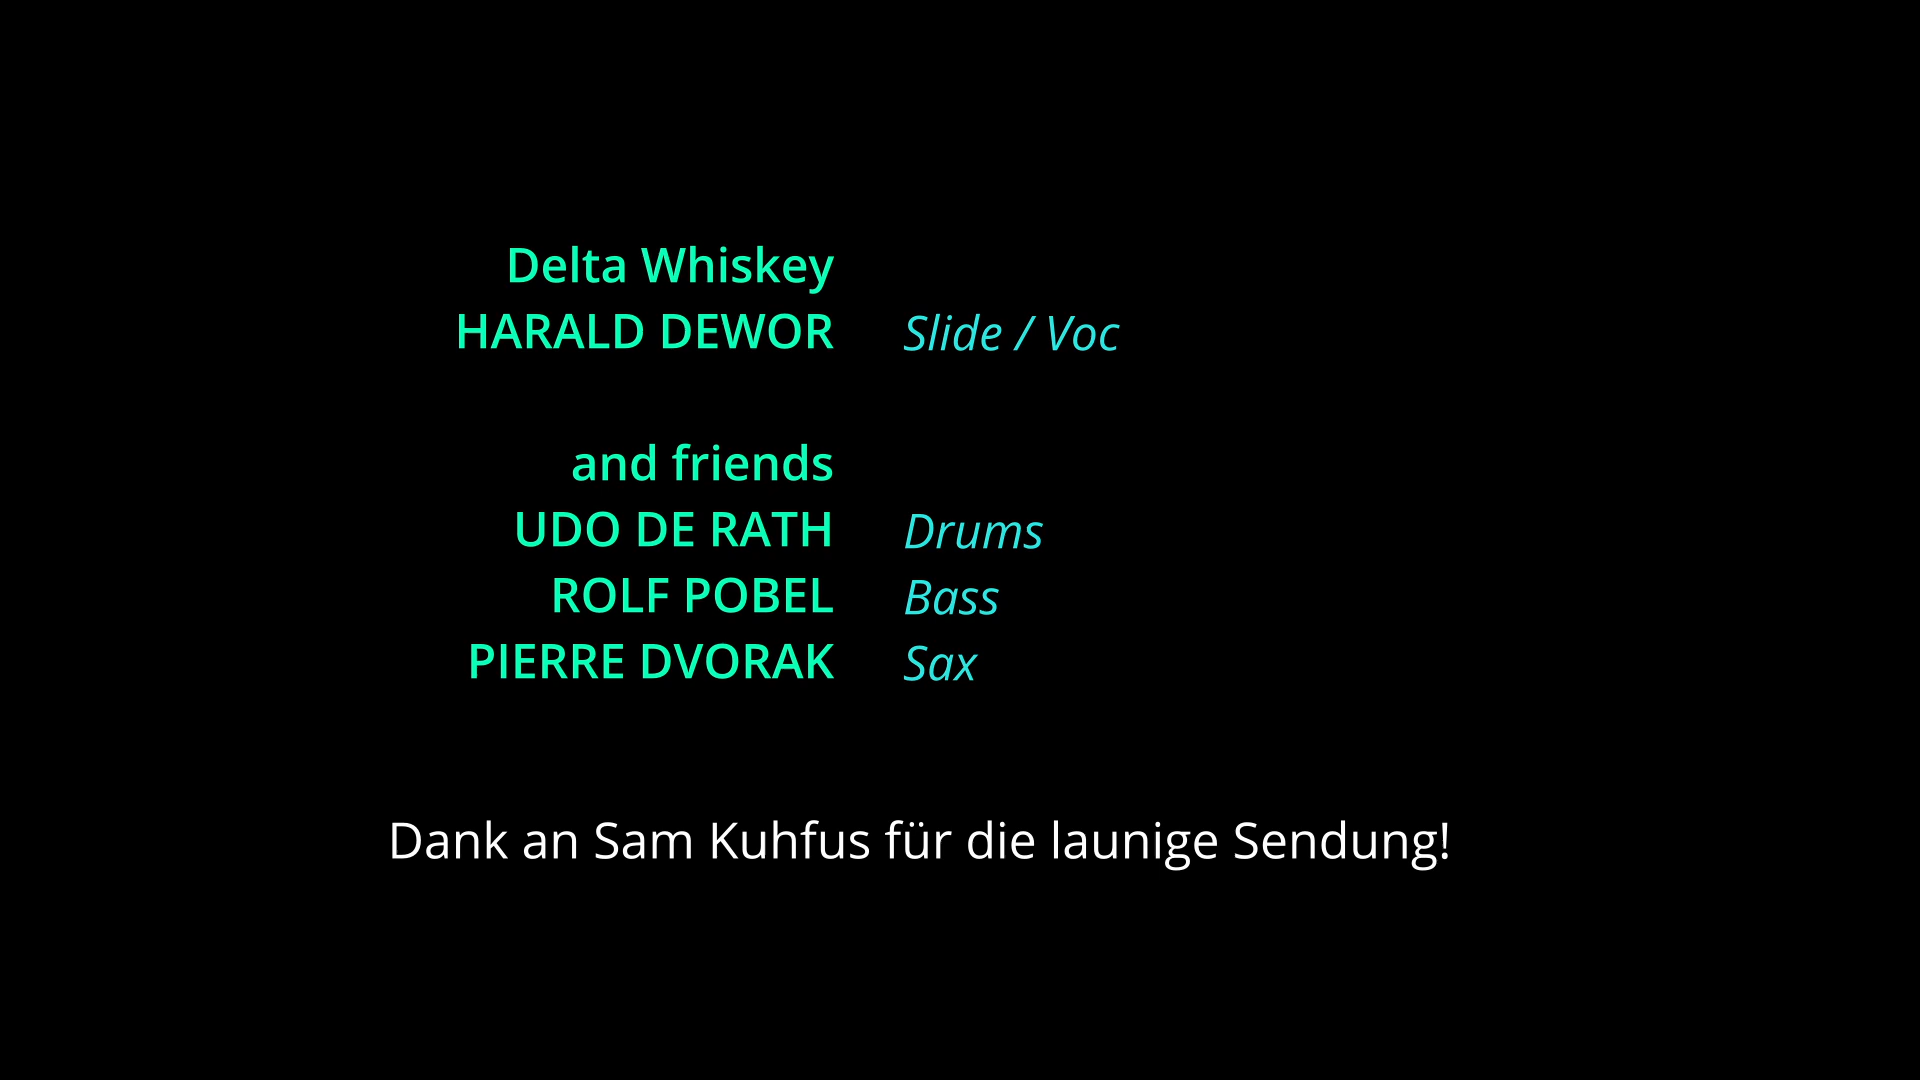 Delta Whiskey
HARALD DEWOR Slide / Voc
and friends
UDO DE RATH Drums
ROLF POBEL Bass
PIERRE DVORAK Sax
Dank an Sam Kuhfus für die launige Sendung!